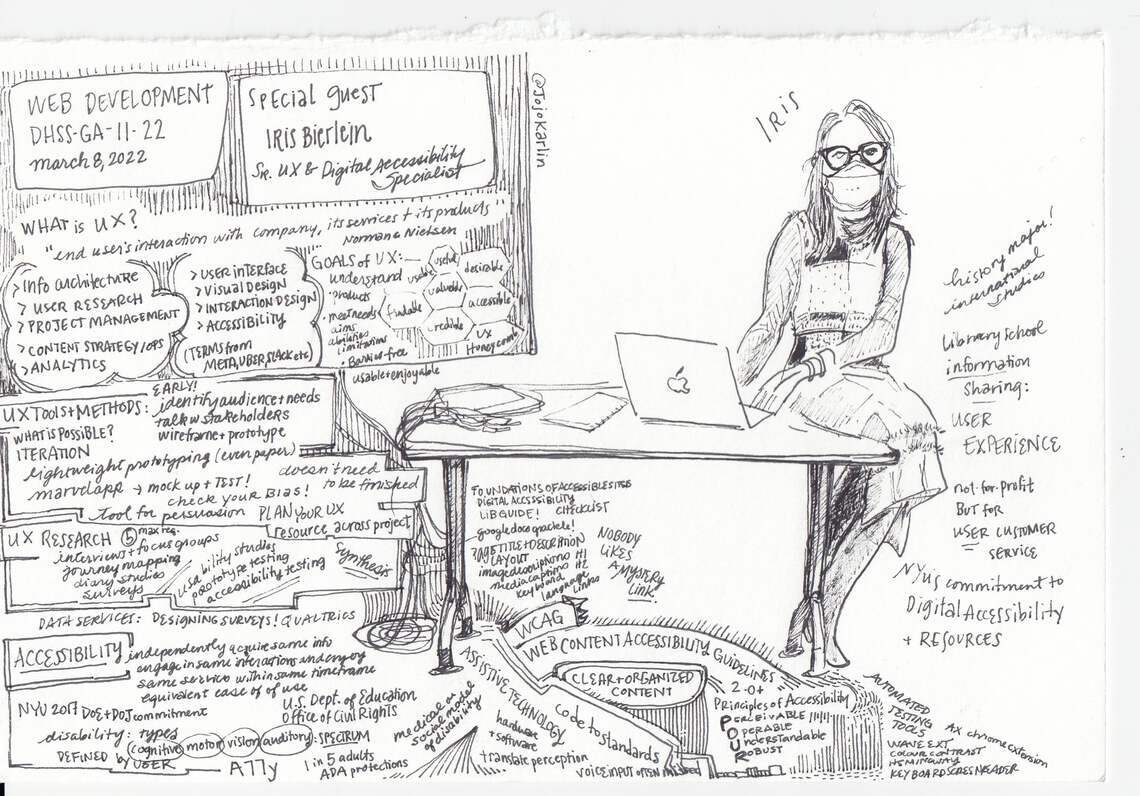 WEB DEVELOPMENT
DHSS-GA-11-22
march 8, 2022
Special guest
IRIS Bierlein
Sr. UX & Digital Accessibility
Specialist
@JojoKarlin
WHAT is UX?
"end user's interaction with company, its services + its products"
Norman & Nielsen
> Info architecture
> USER RESEARCH
> PROJECT MANAGEMENT
> CONTENT STRATEGY/OPS
> ANALYTICS
> USER INTERFACE
> Visual Design
> INTERACTION DESIGN
> ACCESSIBILITY
(TERMS from
META, UBER, SLACK etc)
GOALS of UX:
understand
• products
• meet needs
aims
abilities
limitations
• Barrier-free
usable + enjoyable
useful
usable
desirable
valuable
findable
accessible
credible
UX
Honeycomb
UX TOOLS + METHODS:
EARLY!
identify audience + needs
talk w stakeholders
wireframe + prototype
WHAT IS POSSIBLE?
ITERATION
lightweight prototyping (even paper)
marvelapp → mock up + TEST!
doesn't need
to be finished
check your BIAS!
tool for persuasion
PLAN your UX
resource across project
UX RESEARCH 5 max req.
interviews + focus groups
journey mapping
diary studies
surveys
usability studies
prototype testing
accessibility testing
synthesis
DATA SERVICES: DESIGNING SURVEYS! QUALTRICS
ACCESSIBILITY
independently acquire same info
engage in same interactions and enjoy
same services within same timeframe
equivalent ease of of use
NYU 2017 DOE + DOJ commitment
U.S. Dept. of Education
Office of Civil Rights
disability: types
cognitive motor vision auditory: SPECTRUM
DEFINED by USER
A11y
1 in 5 adults
ADA protections
medical or
social model
of disability
FOUNDATIONS OF ACCESSIBLE SITES
DIGITAL ACCESSIBILITY
LIBGUIDE! CHECKLIST
google docs grackle!
page TITLE + DESCRIPTION
LAYOUT
image descriptions H1
media captions H2
keyboard
language
links
NOBODY
LIKES
A MYSTERY
LINK!
WCAG
WEB CONTENT ACCESSIBILITY GUIDELINES
2.0+
CLEAR + ORGANIZED
CONTENT
ASSISTIVE TECHNOLOGY
hardware
+ software
translate perception
code to standards
voice input often missed
Principles of Accessibility
PERCEIVABLE
OPERABLE
Understandable
ROBUST
AUTOMATED
TESTING
TOOLS
AX chrome extension
WAVE EXT
COLOUR CONTRAST
HEMINGWAY
KEYBOARD SCREENREADER
IRIS
history major!
international
studies
Library School
information
sharing:
USER
EXPERIENCE
not-for-profit
BUT for
USER CUSTOMER
SERVICE
NYU's commitment to
Digital Accessibility
+ RESOURCES